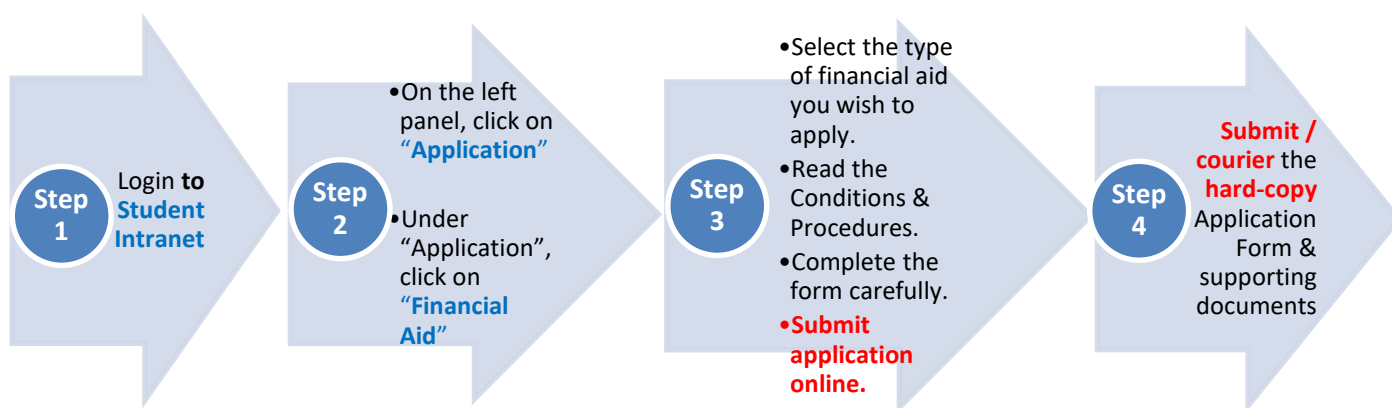 Step
1
Login to
Student
Intranet
Step
2
•On the left
panel, click on
“Application”
•Under
“Application”,
click on
“Financial
Aid”
Step
3
•Select the type
of financial aid
you wish to
apply.
•Read the
Conditions &
Procedures.
•Complete the
form carefully.
•Submit
application
online.
Step
4
Submit /
courier the
hard-copy
Application
Form &
supporting
documents